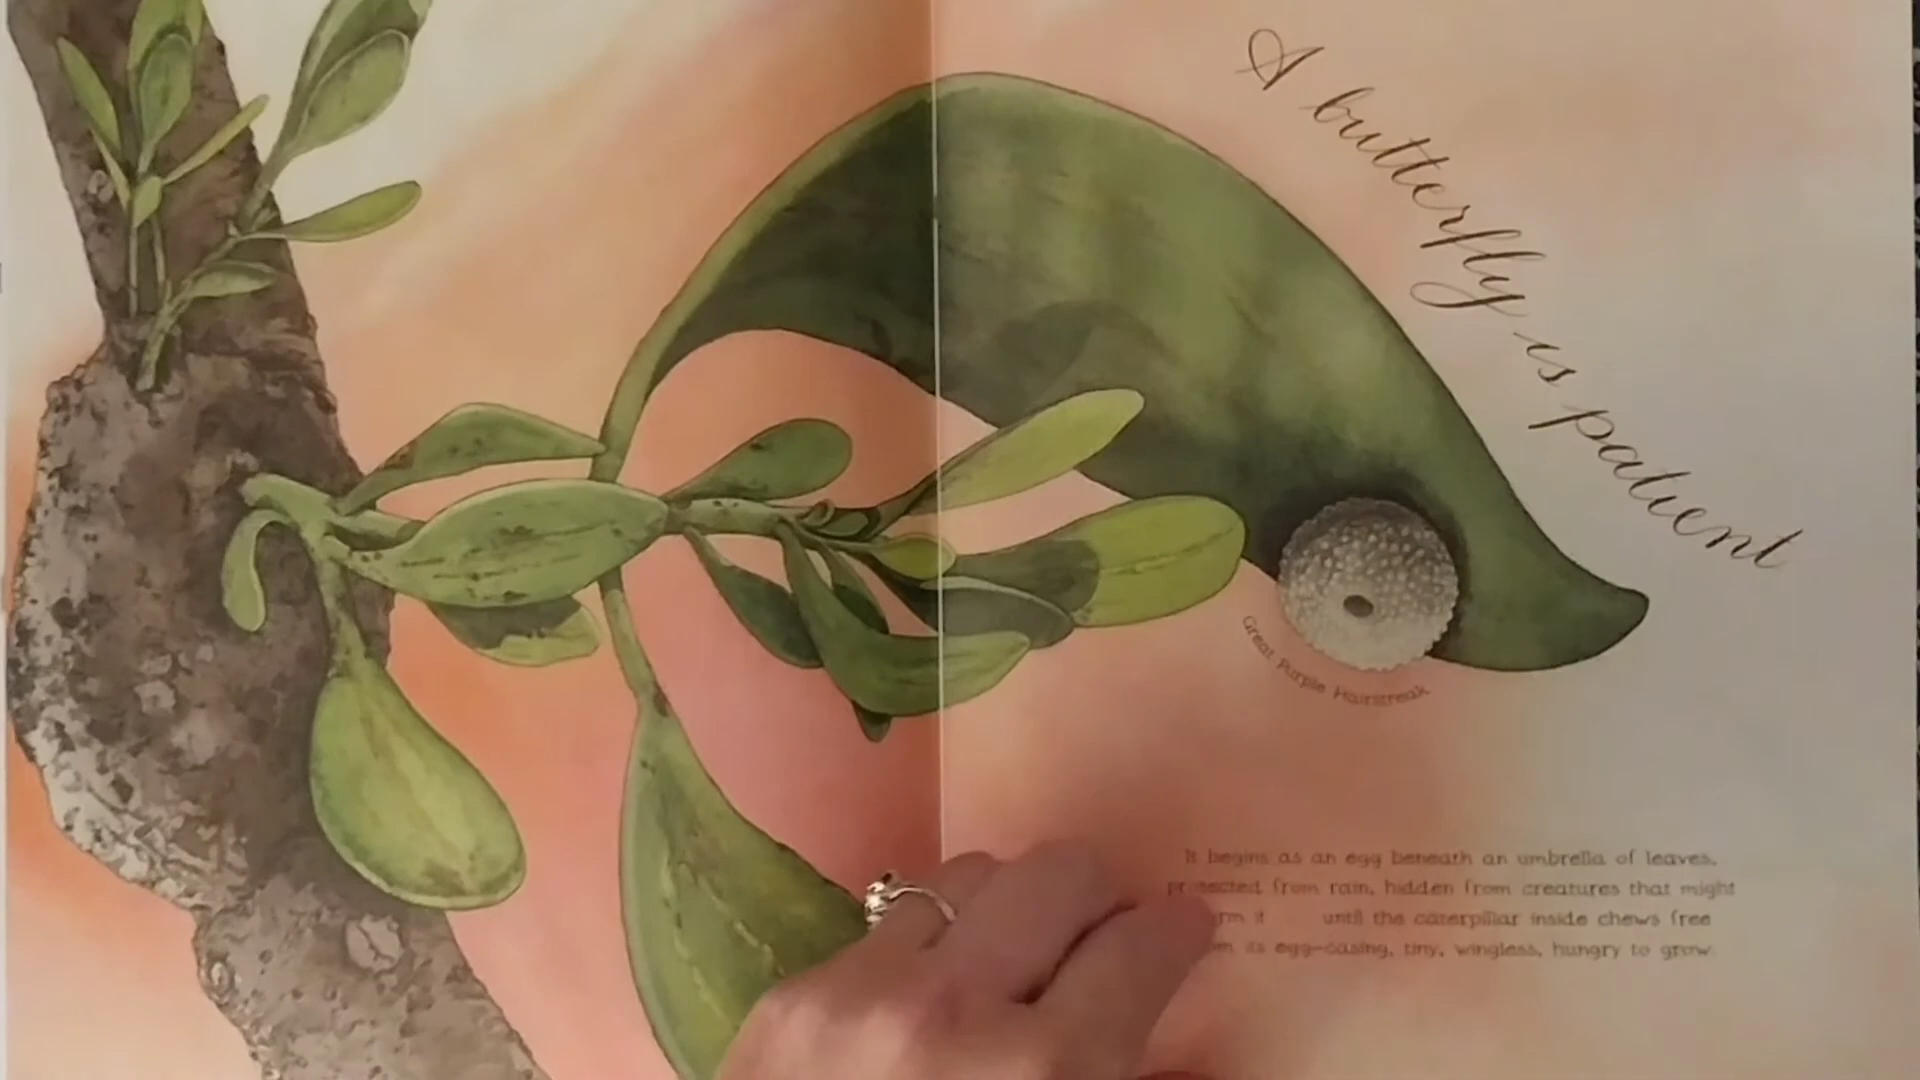 A butterfly is patient
Great Purple Hairstreak
It begins as an egg beneath an umbrella of leaves,
protected from rain, hidden from creatures that might
it until the caterpillar inside chews free
its egg-casing, tiny, wingless, hungry to grow.